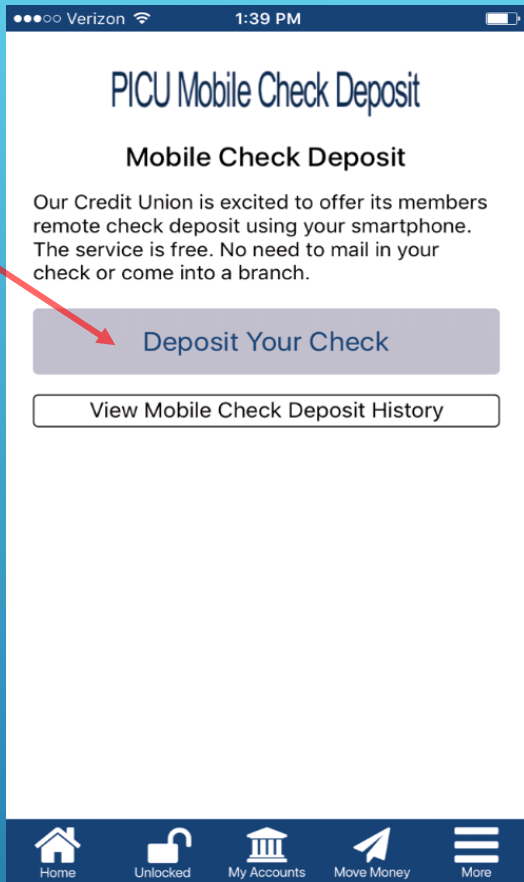 ●●●○○ Verizon 1:39 PM
PICU Mobile Check Deposit
Mobile Check Deposit
Our Credit Union is excited to offer its members
remote check deposit using your smartphone.
The service is free. No need to mail in your
check or come into a branch.
Deposit Your Check
View Mobile Check Deposit History
Home Unlocked My Accounts Move Money More